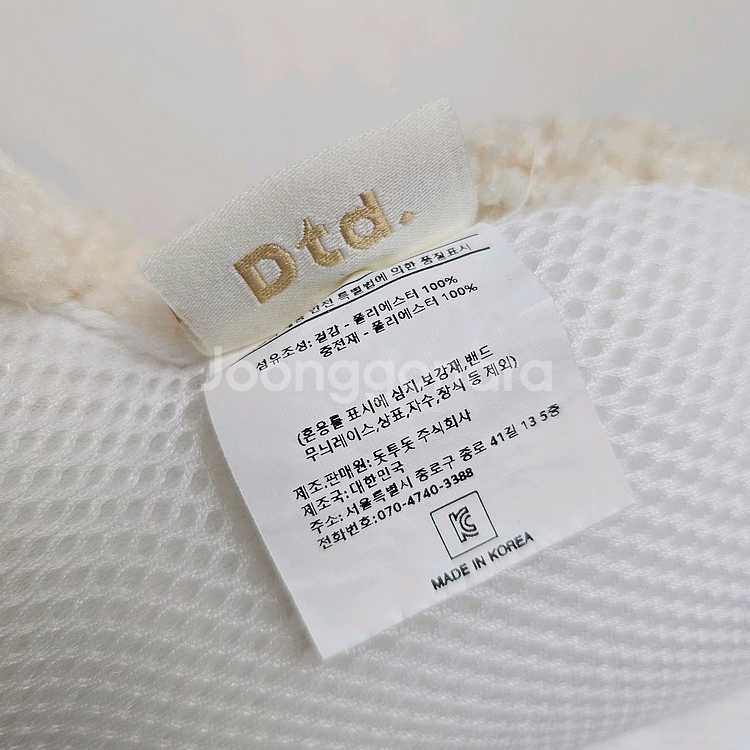 Dtd.
안전 특별법에 의한 품질표시
섬유조성: 겉감 - 폴리에스터 100%
충전재 - 폴리에스터 100%
Joonggonara
(혼용률 표시에 심지,보강재,밴드
무늬레이스,상표,자수,장식 등 제외)
제조.판매원: 돗투돗 주식회사
제조국: 대한민국
주소: 서울특별시 종로구 종로 41길 13 5층
전화번호:070-4740-3388
MADE IN KOREA